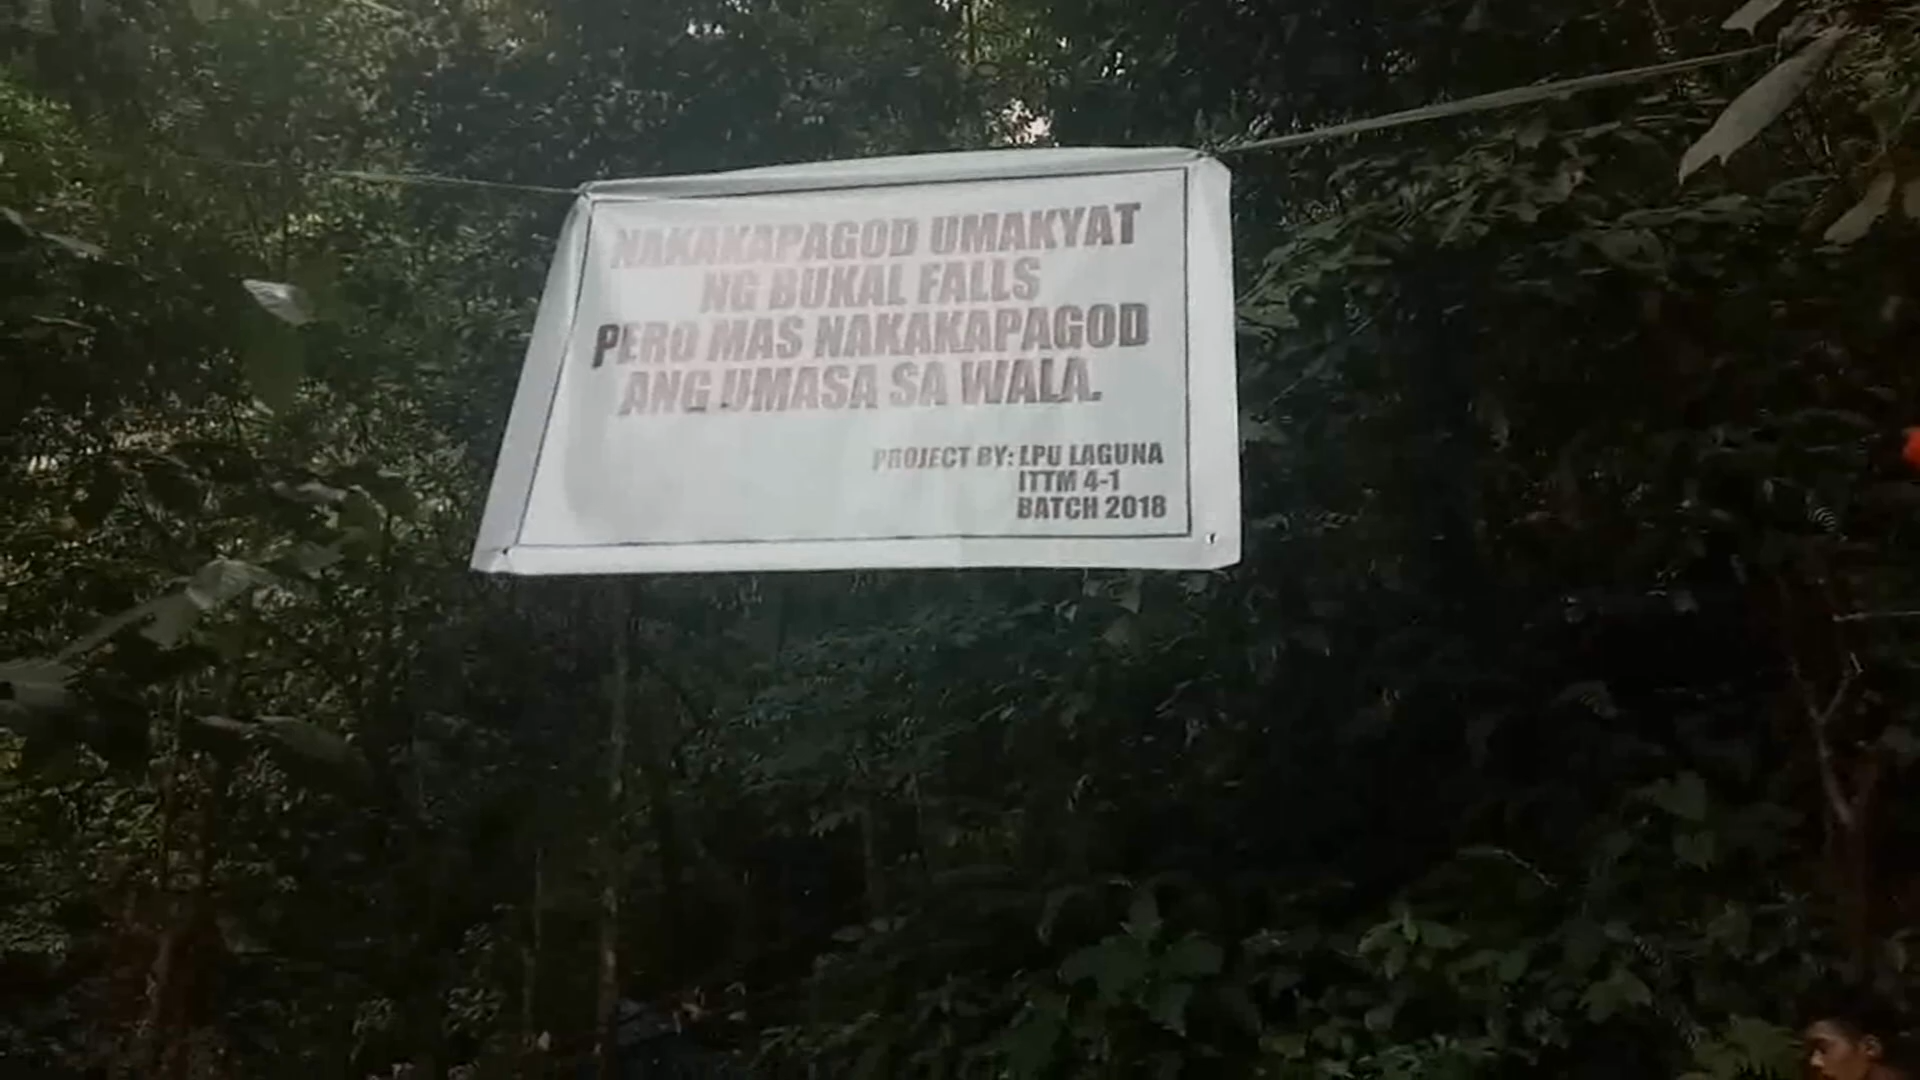 NAKAKAPAGOD UMAKYAT
NG BUKAL FALLS
PERO MAS NAKAKAPAGOD
ANG UMASA SA WALA.
PROJECT BY: LPU LAGUNA
ITTM 4-1
BATCH 2018